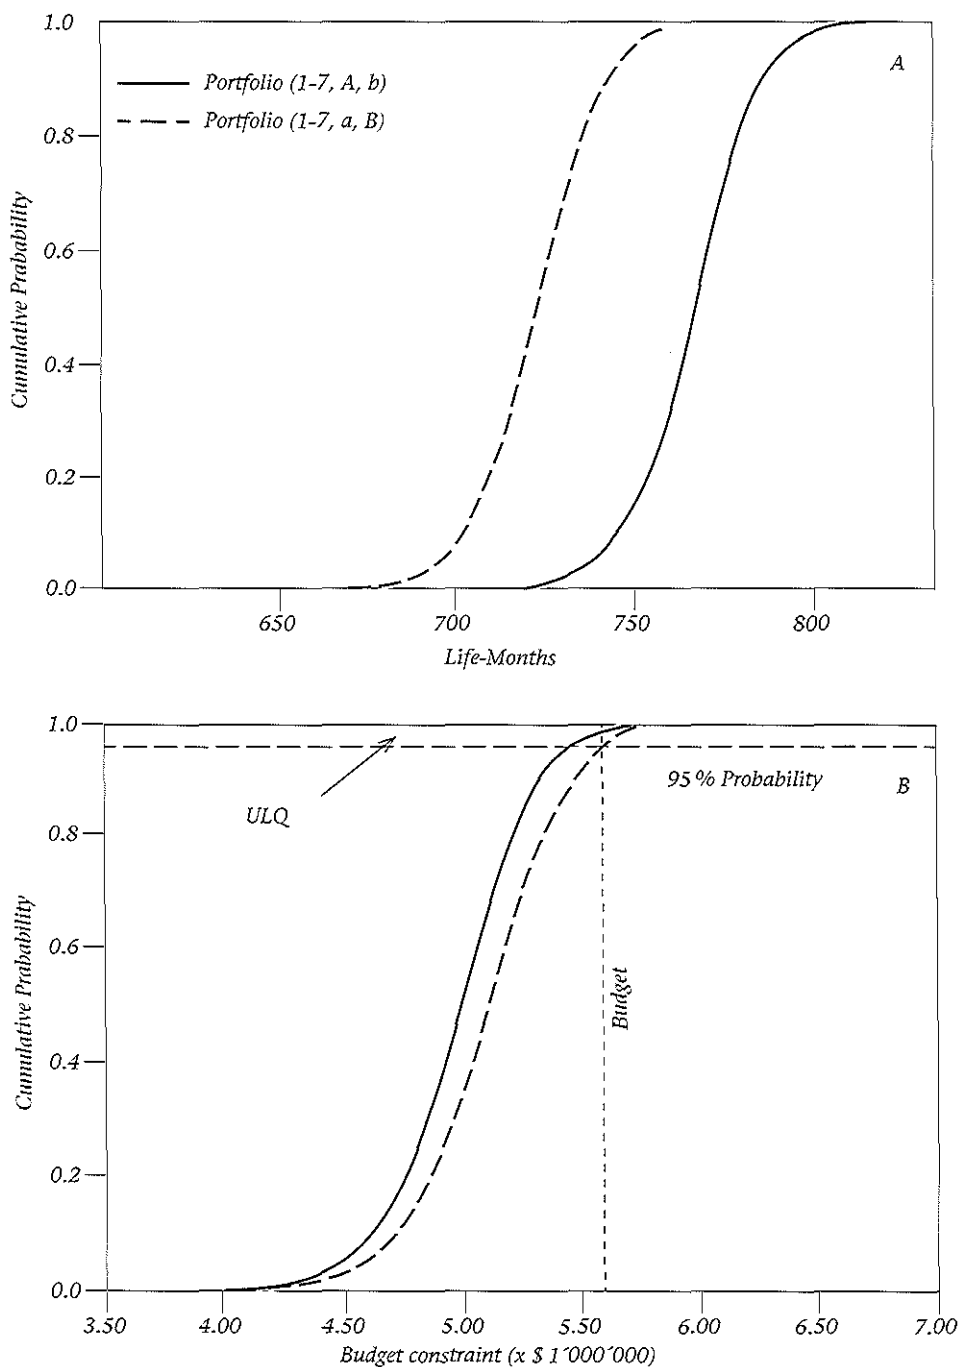 1.0
A
Portfolio (1-7, A, b)
Portfolio (1-7, a, B)
0.8
0.6
0.4
0.2
0.0
Cumulative Prabability
650 700 750 800
Life-Months
1.0
95 % Probability B
ULQ
0.8
0.6
0.4
0.2
0.0
Cumulative Prabability
Budget
3.50 4.00 4.50 5.00 5.50 6.00 6.50 7.00
Budget constraint (x $ 1´000´000)